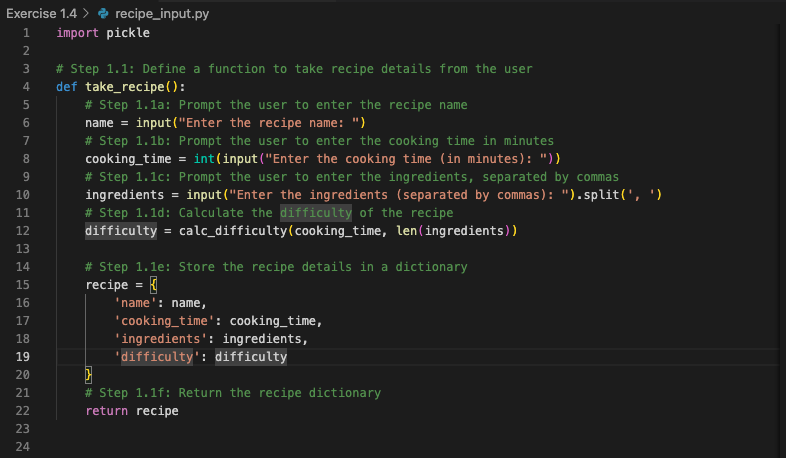 Exercise 1.4 > recipe_input.py
1 import pickle
2
3 # Step 1.1: Define a function to take recipe details from the user
4 def take_recipe():
5     # Step 1.1a: Prompt the user to enter the recipe name
6     name = input("Enter the recipe name: ")
7     # Step 1.1b: Prompt the user to enter the cooking time in minutes
8     cooking_time = int(input("Enter the cooking time (in minutes): "))
9     # Step 1.1c: Prompt the user to enter the ingredients, separated by commas
10     ingredients = input("Enter the ingredients (separated by commas): ").split(', ')
11     # Step 1.1d: Calculate the difficulty of the recipe
12     difficulty = calc_difficulty(cooking_time, len(ingredients))
13
14     # Step 1.1e: Store the recipe details in a dictionary
15     recipe = {
16         'name': name,
17         'cooking_time': cooking_time,
18         'ingredients': ingredients,
19         'difficulty': difficulty
20     }
21     # Step 1.1f: Return the recipe dictionary
22     return recipe
23
24